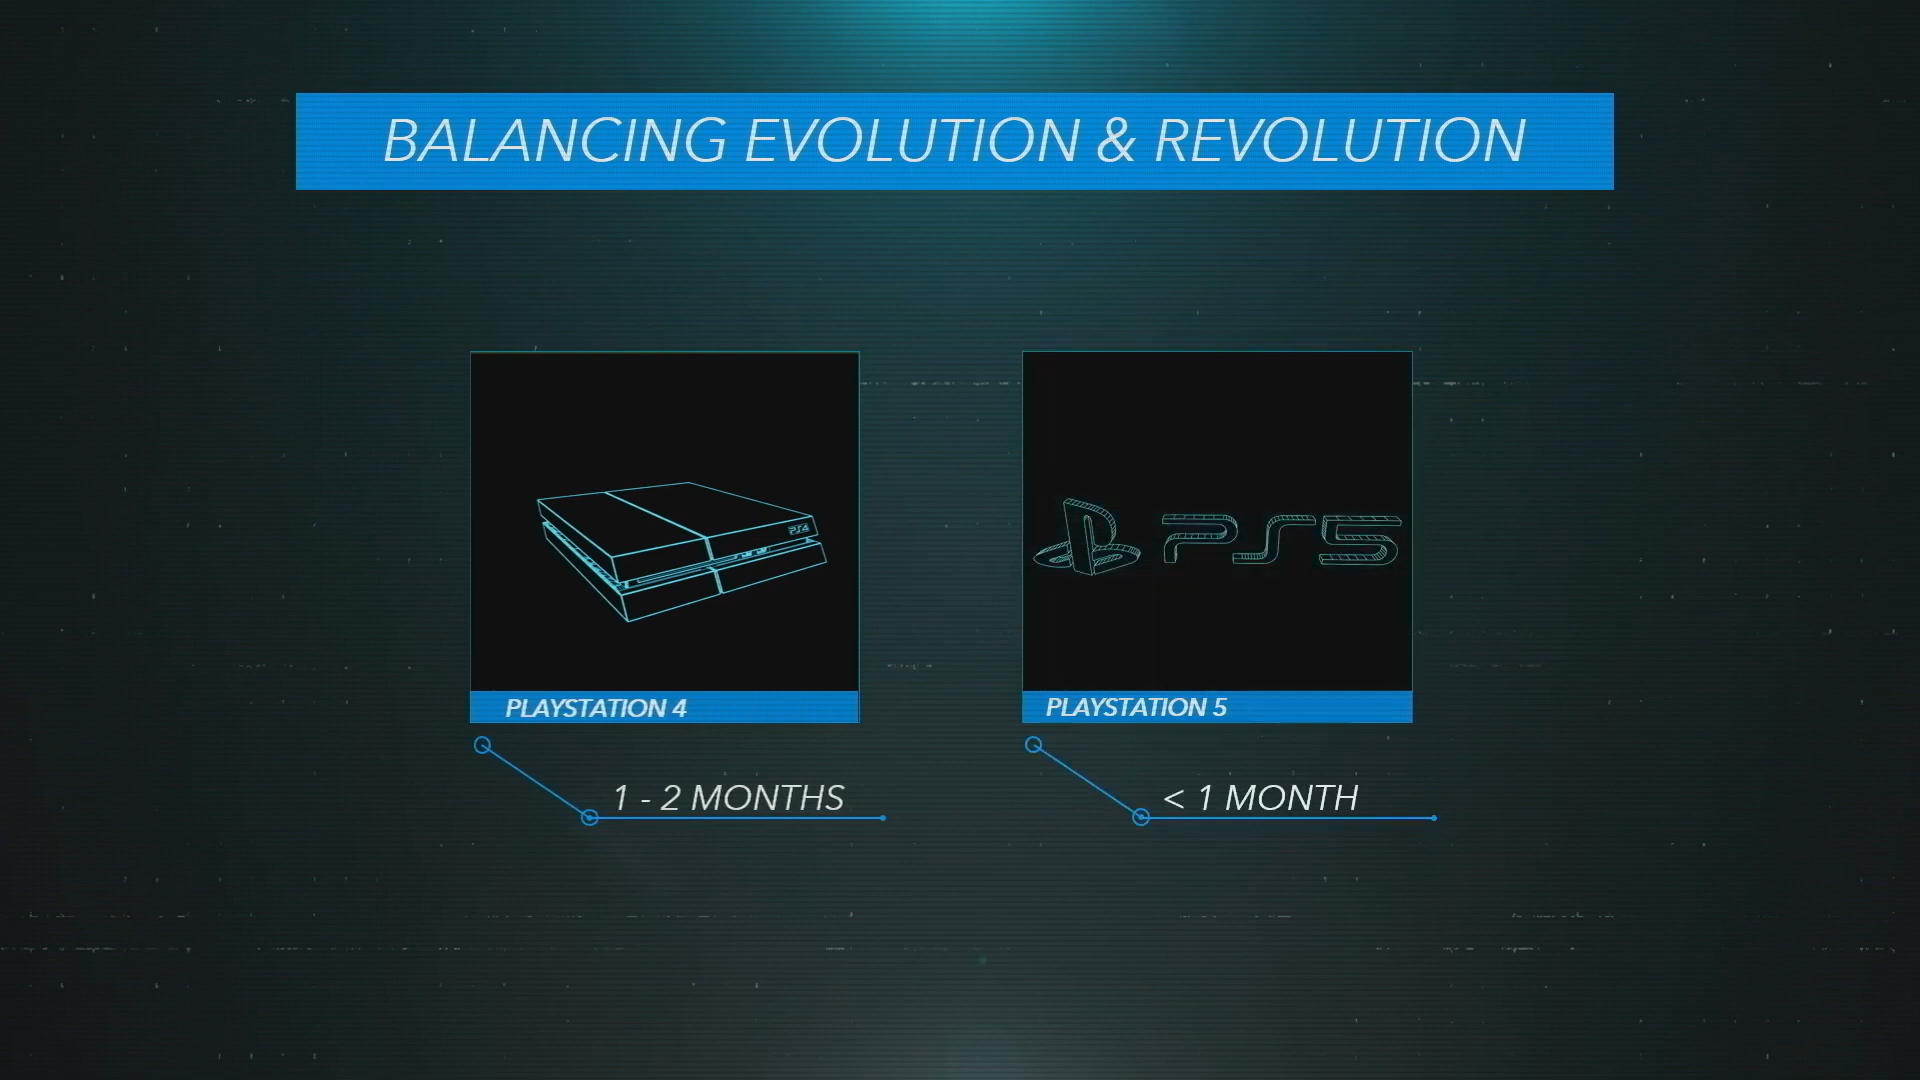 BALANCING EVOLUTION & REVOLUTION
PS4
PS5
PLAYSTATION 4
PLAYSTATION 5
1 - 2 MONTHS
< 1 MONTH